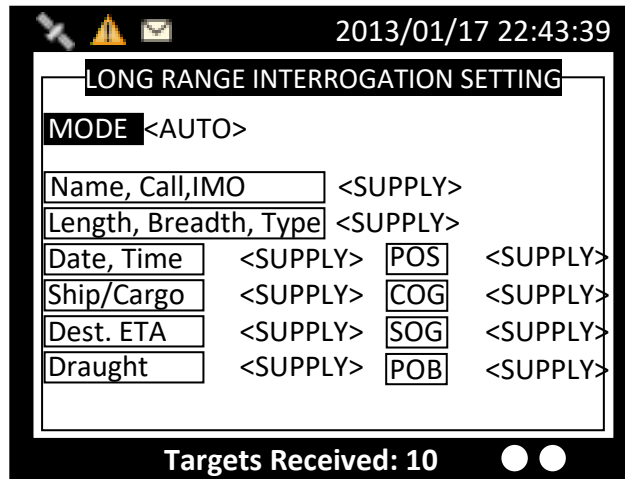 2013/01/17 22:43:39
LONG RANGE INTERROGATION SETTING
MODE <AUTO>
Name, Call,IMO <SUPPLY>
Length, Breadth, Type <SUPPLY>
Date, Time <SUPPLY> POS <SUPPLY>
Ship/Cargo <SUPPLY> COG <SUPPLY>
Dest. ETA <SUPPLY> SOG <SUPPLY>
Draught <SUPPLY> POB <SUPPLY>
Targets Received: 10